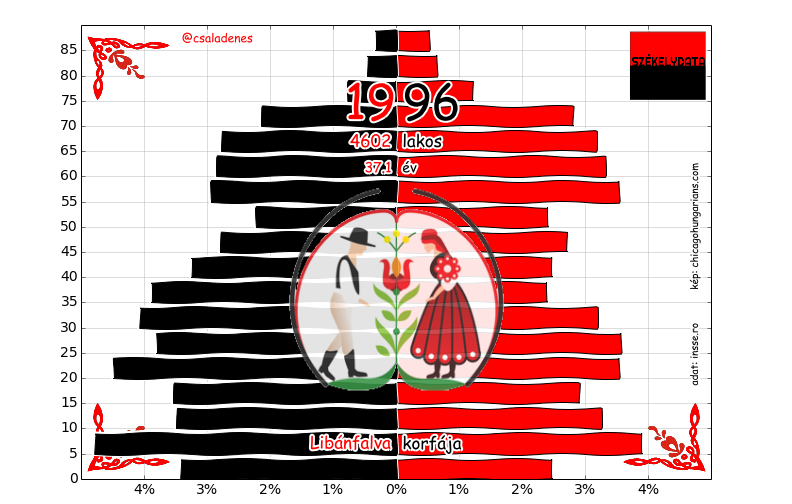 @csaladenes
SZÉKELYDATA
1996
4602 lakos
37.1 év
kép: chicagohungarians.com
adat: insse.ro
Libánfalva korfája
85
80
75
70
65
60
55
50
45
40
35
30
25
20
15
10
5
0
4% 3% 2% 1% 0% 1% 2% 3% 4%